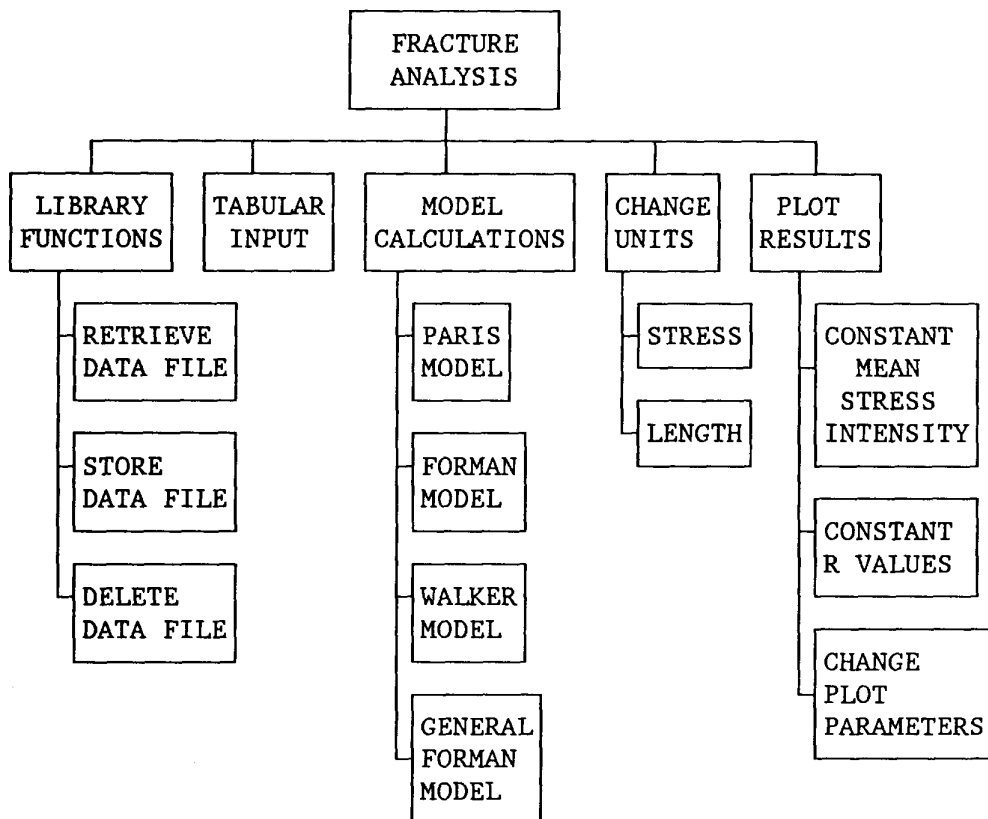 FRACTURE
ANALYSIS
LIBRARY
FUNCTIONS
TABULAR
INPUT
MODEL
CALCULATIONS
CHANGE
UNITS
PLOT
RESULTS
RETRIEVE
DATA FILE
STORE
DATA FILE
DELETE
DATA FILE
PARIS
MODEL
FORMAN
MODEL
WALKER
MODEL
GENERAL
FORMAN
MODEL
STRESS
LENGTH
CONSTANT
MEAN
STRESS
INTENSITY
CONSTANT
R VALUES
CHANGE
PLOT
PARAMETERS